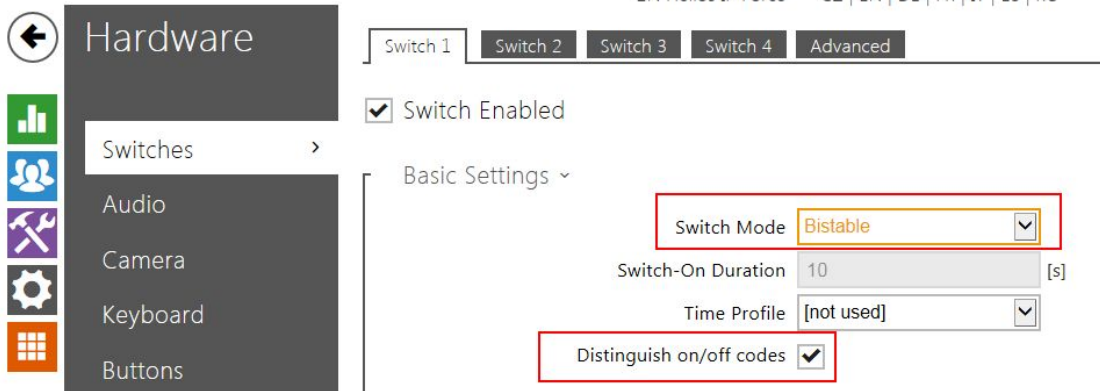 Hardware
Switch 1 Switch 2 Switch 3 Switch 4 Advanced
Switch Enabled
Switches
Basic Settings
Audio
Switch Mode Bistable
Camera
Switch-On Duration 10 [s]
Keyboard
Time Profile [not used]
Distinguish on/off codes
Buttons